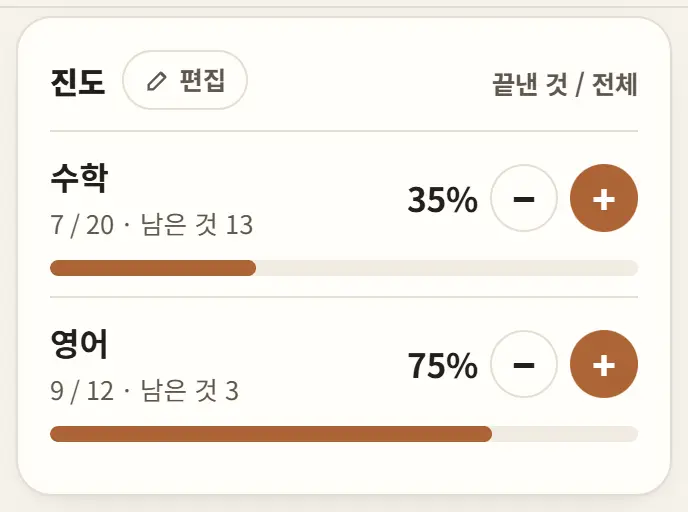 진도 편집 끝낸 것 / 전체
수학
7 / 20 · 남은 것 13
35% − +
영어
9 / 12 · 남은 것 3
75% − +